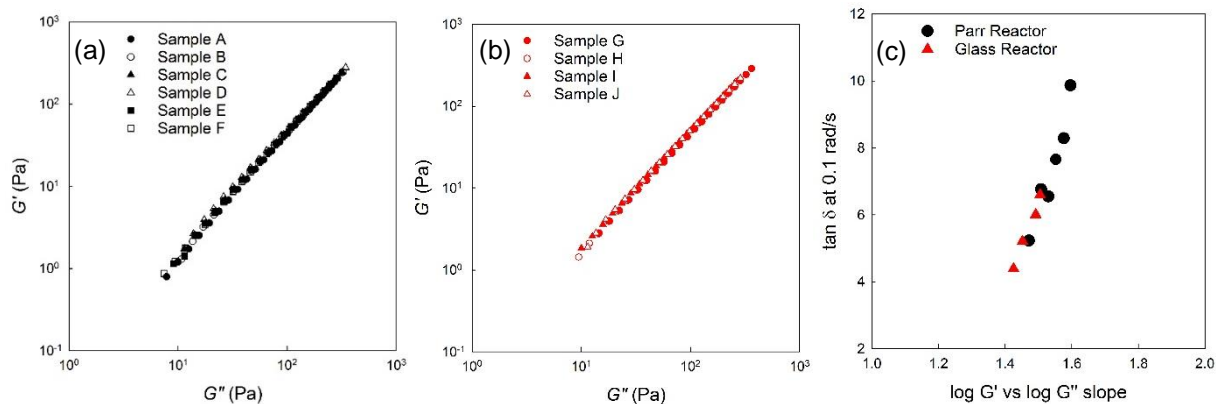 (a)
Sample A
Sample B
Sample C
Sample D
Sample E
Sample F
10³
10²
10¹
10⁰
10⁻¹
G' (Pa)
10⁰ 10¹ 10² 10³
G'' (Pa)
(b)
Sample G
Sample H
Sample I
Sample J
10³
10²
10¹
10⁰
10⁻¹
G' (Pa)
10⁰ 10¹ 10² 10³
G'' (Pa)
(c)
Parr Reactor
Glass Reactor
12
10
8
6
4
2
tan δ at 0.1 rad/s
1.0 1.2 1.4 1.6 1.8 2.0
log G' vs log G'' slope